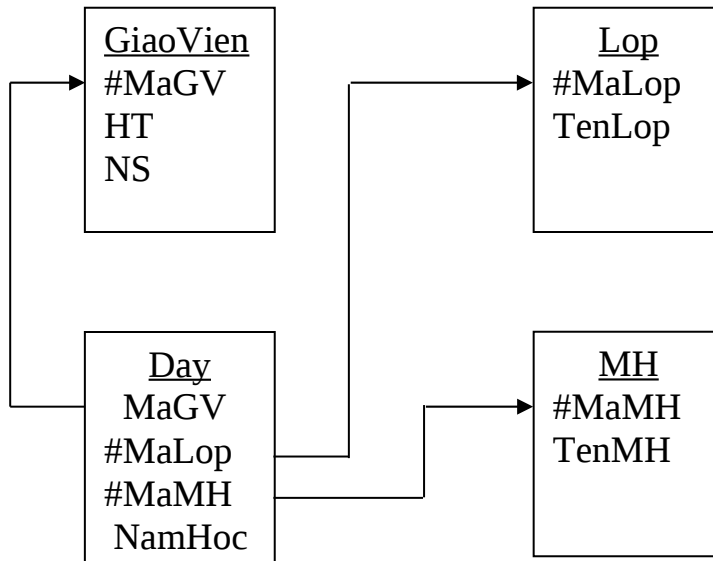 GiaoVien
#MaGV
HT
NS
Lop
#MaLop
TenLop
Day
MaGV
#MaLop
#MaMH
NamHoc
MH
#MaMH
TenMH